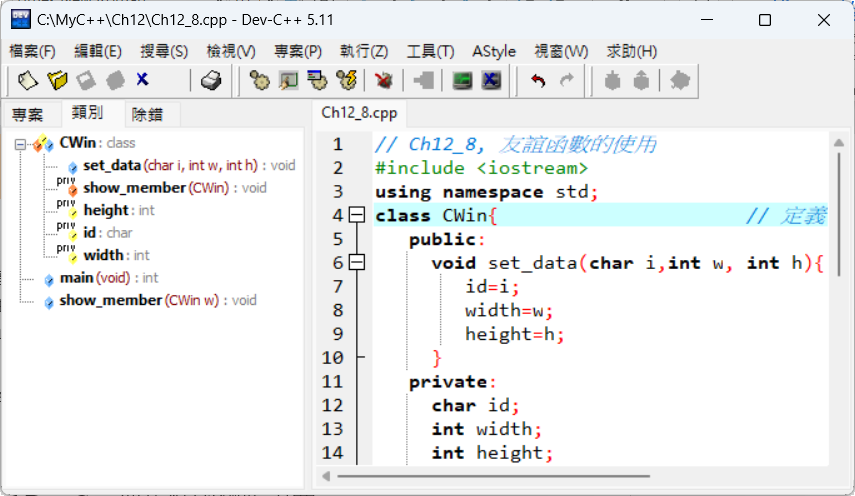 C:\MyC++\Ch12\Ch12_8.cpp - Dev-C++ 5.11
檔案(F) 編輯(E) 搜尋(S) 檢視(V) 專案(P) 執行(Z) 工具(T) AStyle 視窗(W) 求助(H)
專案 類別 除錯
CWin : class
set_data (char i, int w, int h) : void
priv show_member (CWin) : void
priv height : int
priv id : char
priv width : int
main (void) : int
show_member (CWin w) : void
Ch12_8.cpp
1 // Ch12_8, 友誼函數的使用
2 #include <iostream>
3 using namespace std;
4 class CWin{ // 定義
5 public:
6 void set_data(char i,int w, int h){
7 id=i;
8 width=w;
9 height=h;
10 }
11 private:
12 char id;
13 int width;
14 int height;